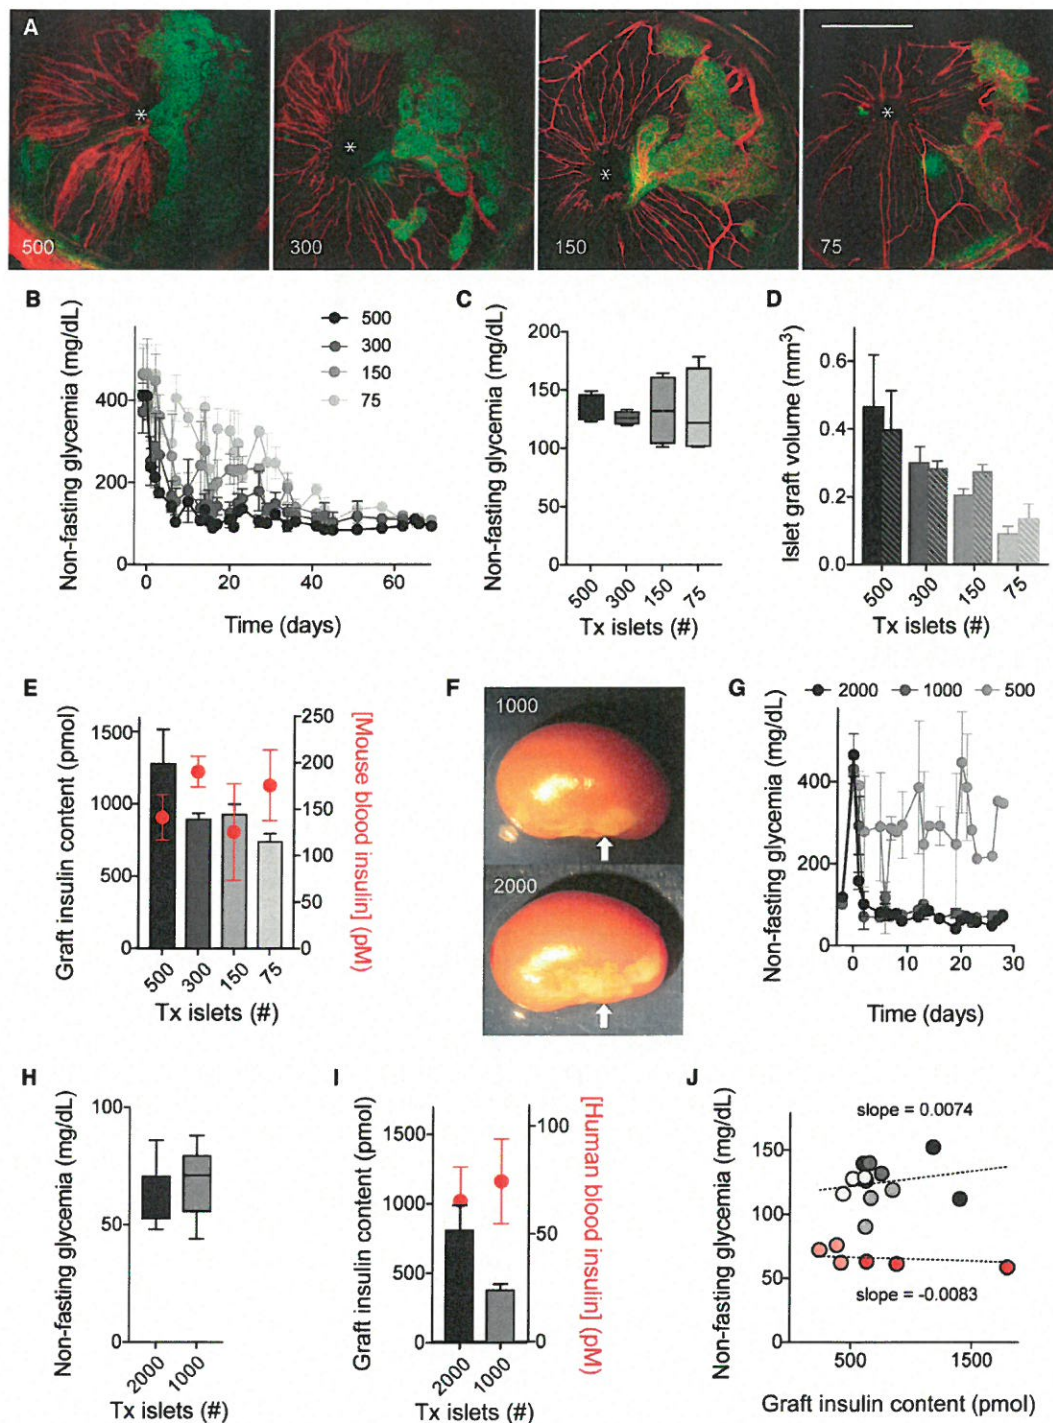 A
*
*
*
*
500
300
150
75
B
Non-fasting glycemia (mg/dL)
400
200
0
0
20
40
60
Time (days)
500
300
150
75
C
Non-fasting glycemia (mg/dL)
200
150
100
50
0
500
300
150
75
Tx islets (#)
D
Islet graft volume (mm³)
0.6
0.4
0.2
0.0
500
300
150
75
Tx islets (#)
E
Graft insulin content (pmol)
1500
1000
500
0
250
200
150
100
50
0
[Mouse blood insulin] (pM)
500
300
150
75
Tx islets (#)
F
1000
2000
G
2000
1000
500
Non-fasting glycemia (mg/dL)
400
200
0
0
10
20
30
Time (days)
H
Non-fasting glycemia (mg/dL)
100
50
0
2000
1000
Tx islets (#)
I
Graft insulin content (pmol)
1500
1000
500
0
100
50
0
[Human blood insulin] (pM)
2000
1000
Tx islets (#)
J
Non-fasting glycemia (mg/dL)
150
100
50
0
slope = 0.0074
slope = -0.0083
500
1500
Graft insulin content (pmol)